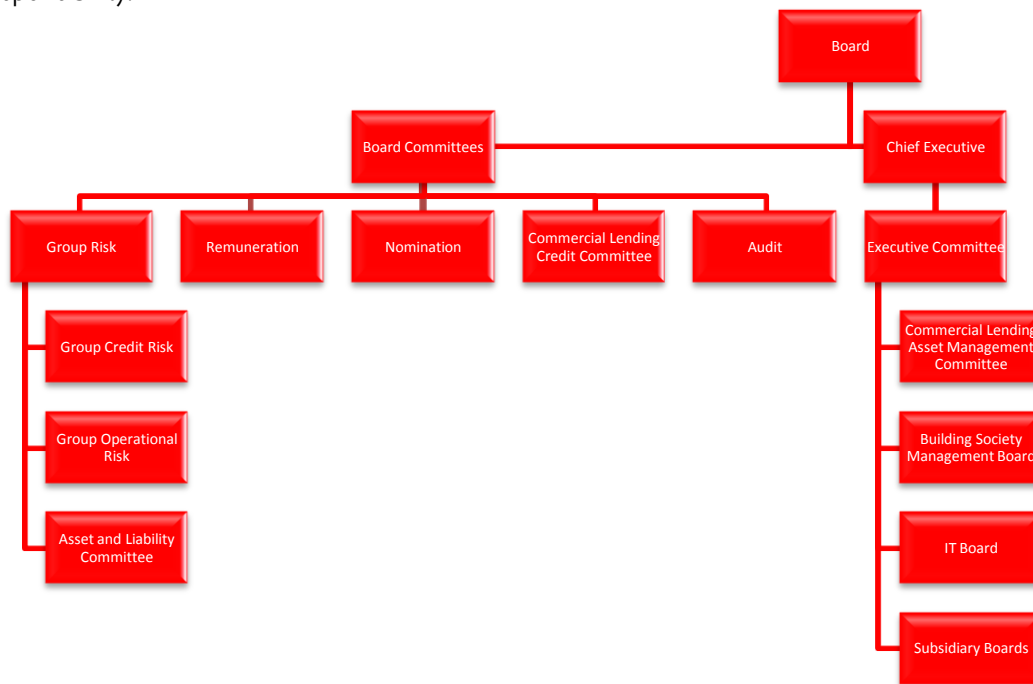 Board
Board Committees
Chief Executive
Group Risk
Remuneration
Nomination
Commercial Lending
Credit Committee
Audit
Executive Committee
Group Credit Risk
Group Operational
Risk
Asset and Liability
Committee
Commercial Lending
Asset Management
Committee
Building Society
Management Board
IT Board
Subsidiary Boards